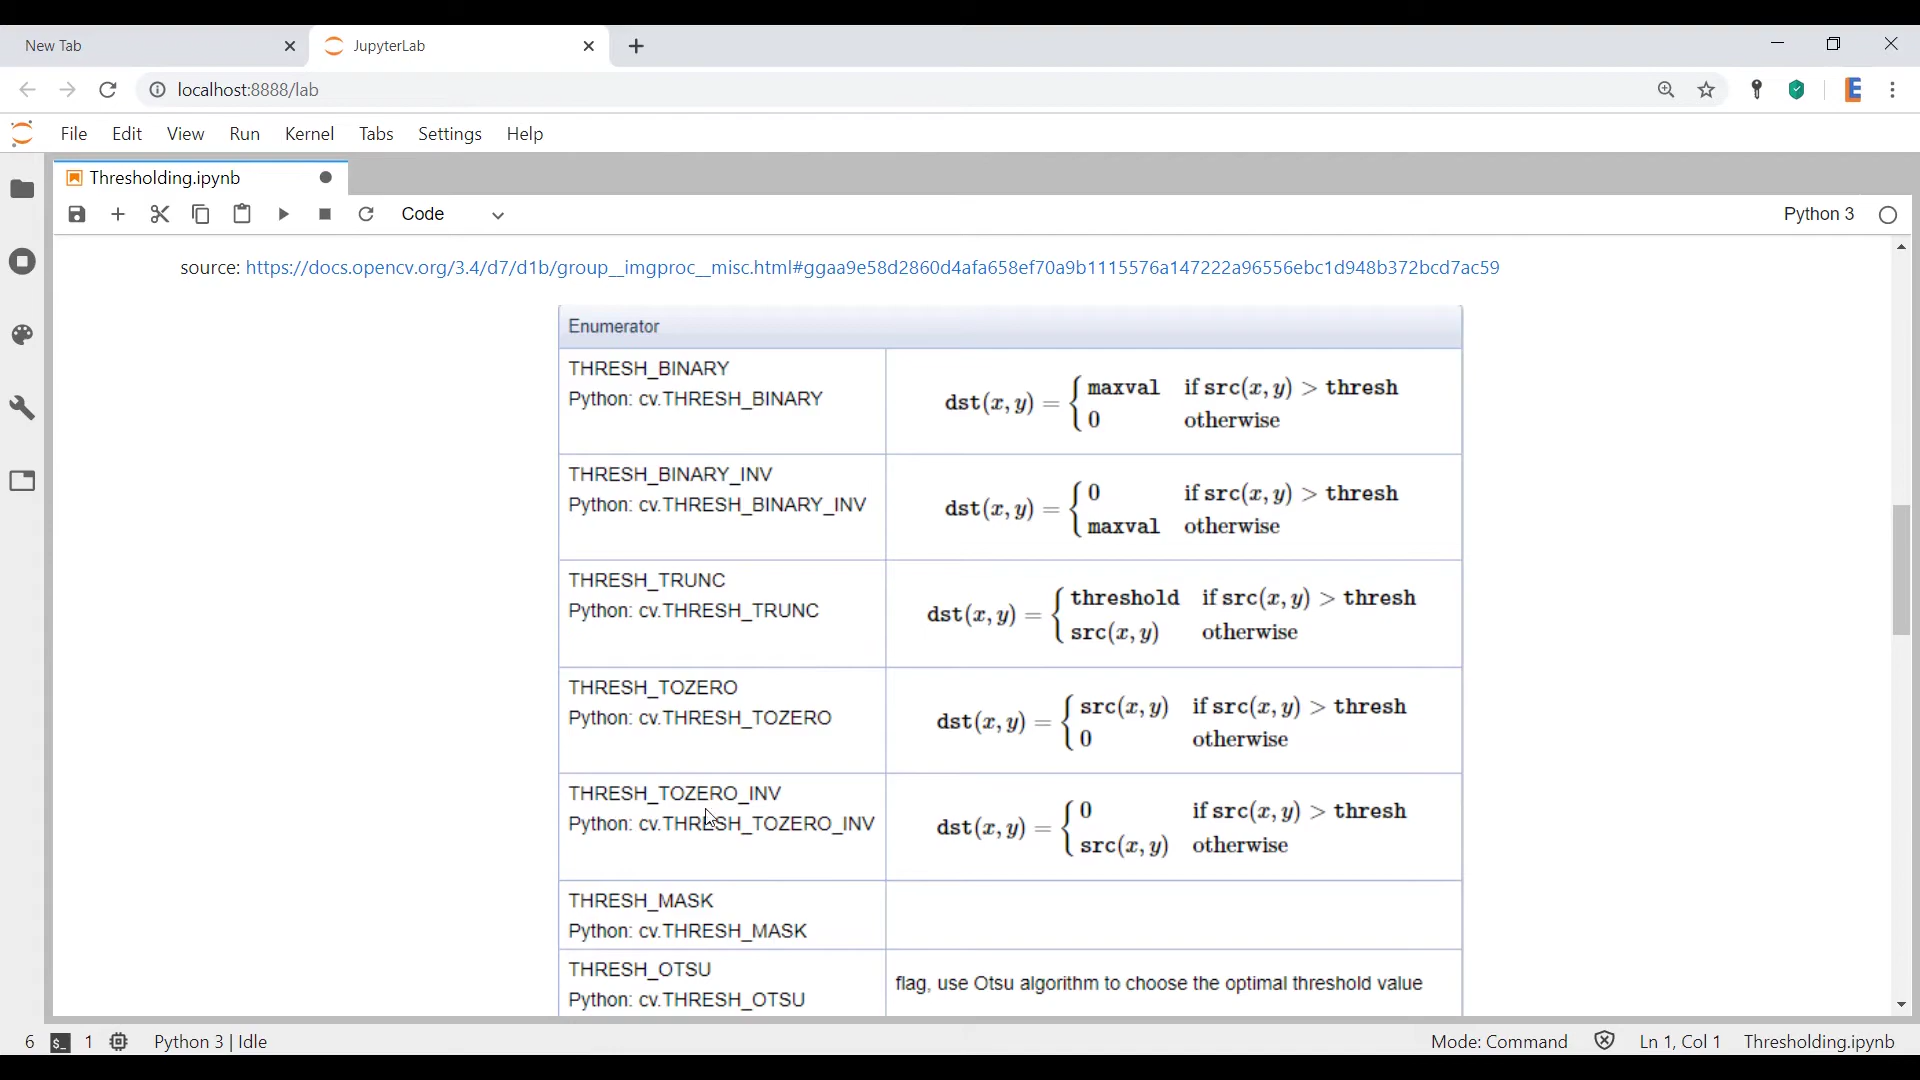 New Tab
JupyterLab
localhost:8888/lab
File Edit View Run Kernel Tabs Settings Help
Thresholding.ipynb
Code
Python 3
source: https://docs.opencv.org/3.4/d7/d1b/group__imgproc__misc.html#ggaa9e58d2860d4afa658ef70a9b1115576a147222a96556ebc1d948b372bcd7ac59
Enumerator
THRESH_BINARY
Python: cv.THRESH_BINARY
dst(x, y) = { maxval if src(x, y) > thresh
0 otherwise
THRESH_BINARY_INV
Python: cv.THRESH_BINARY_INV
dst(x, y) = { 0 if src(x, y) > thresh
maxval otherwise
THRESH_TRUNC
Python: cv.THRESH_TRUNC
dst(x, y) = { threshold if src(x, y) > thresh
src(x, y) otherwise
THRESH_TOZERO
Python: cv.THRESH_TOZERO
dst(x, y) = { src(x, y) if src(x, y) > thresh
0 otherwise
THRESH_TOZERO_INV
Python: cv.THRESH_TOZERO_INV
dst(x, y) = { 0 if src(x, y) > thresh
src(x, y) otherwise
THRESH_MASK
Python: cv.THRESH_MASK
THRESH_OTSU
Python: cv.THRESH_OTSU
flag, use Otsu algorithm to choose the optimal threshold value
6 $_ 1 Python 3 | Idle
Mode: Command Ln 1, Col 1 Thresholding.ipynb